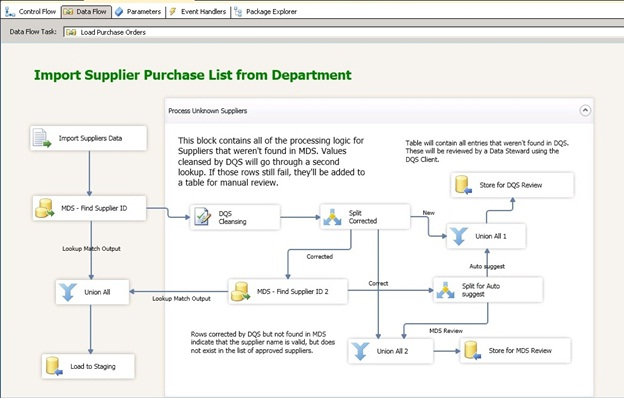 Control Flow
Data Flow
Parameters
Event Handlers
Package Explorer
Data Flow Task:
Load Purchase Orders
Import Supplier Purchase List from Department
Process Unknown Suppliers
Import Suppliers Data
This block contains all of the processing logic for
Suppliers that weren't found in MDS. Values
cleansed by DQS will go through a second
lookup. If those rows still fail, they'll be added to
a table for manual review.
Table will contain all entries that weren't found in DQS.
These will be reviewed by a Data Steward using the
DQS Client.
Store for DQS Review
MDS - Find Supplier ID
DQS
Cleansing
Split
Corrected
New
Union All 1
Lookup Match Output
Corrected
Auto suggest
Union All
Lookup Match Output
MDS - Find Supplier ID 2
Correct
Split for Auto
suggest
MDS Review
Rows corrected by DQS but not found in MDS
indicate that the supplier name is valid, but does
not exist in the list of approved suppliers.
Union All 2
Store for MDS Review
Load to Staging